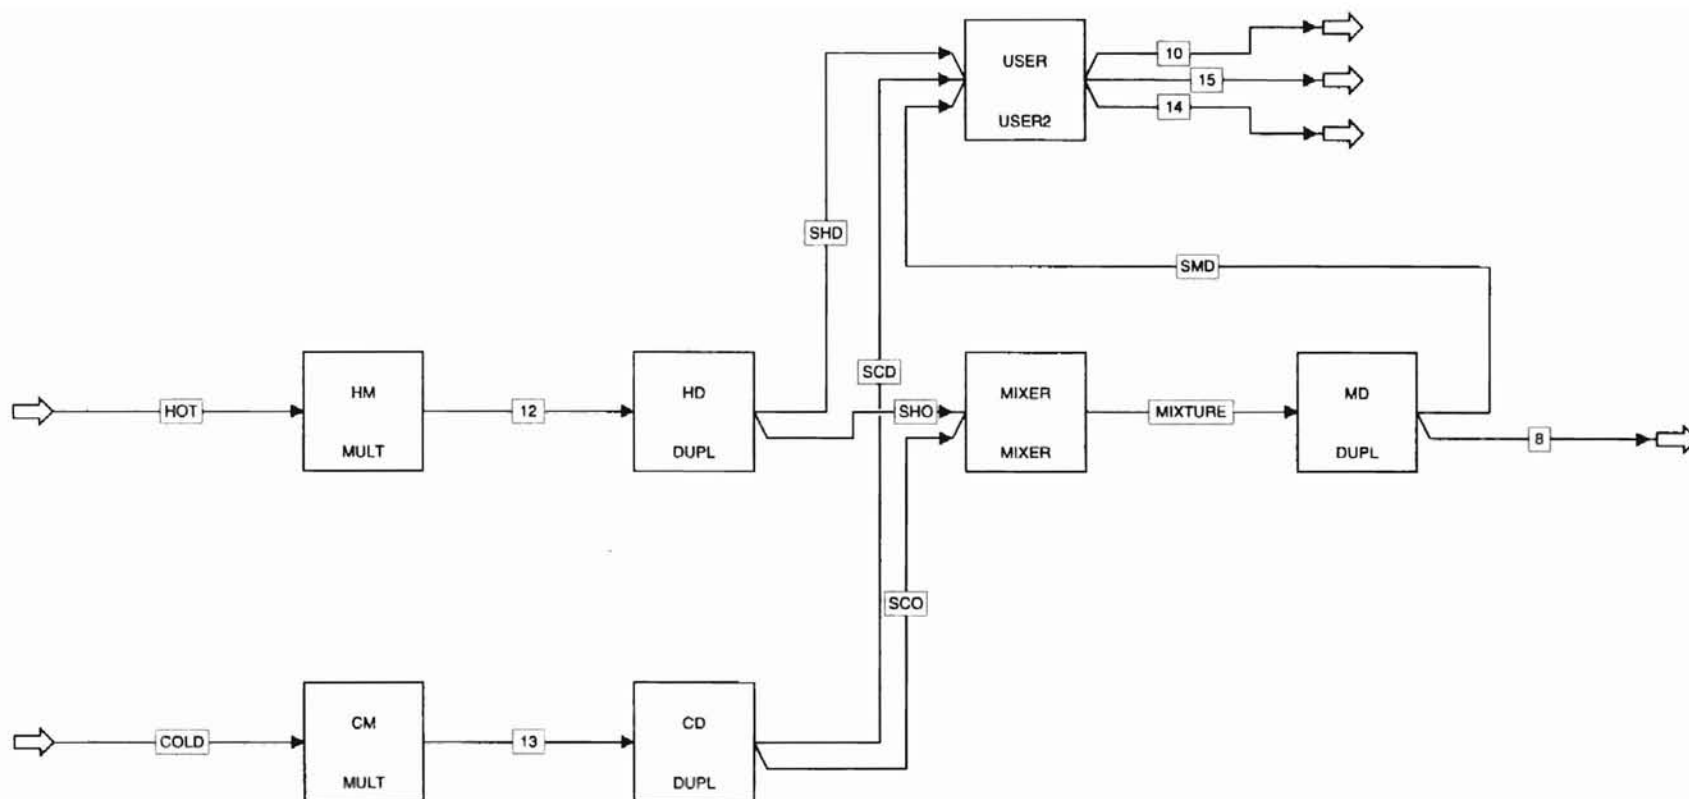 USER
USER2
10
15
14
SHD
SMD
HOT
HM
MULT
12
HD
DUPL
SCD
SHO
MIXER
MIXER
MIXTURE
MD
DUPL
8
SCO
COLD
CM
MULT
13
CD
DUPL